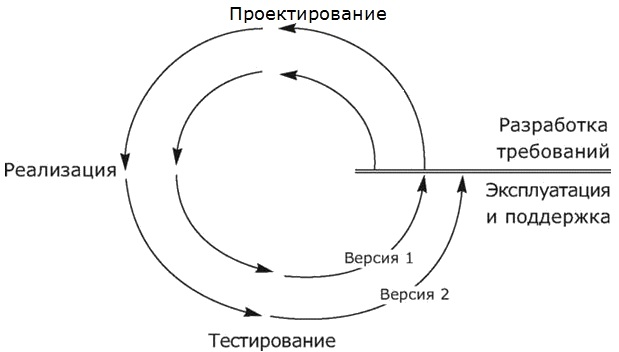 Проектирование
Разработка
требований
Реализация
Эксплуатация
и поддержка
Версия 1
Версия 2
Тестирование